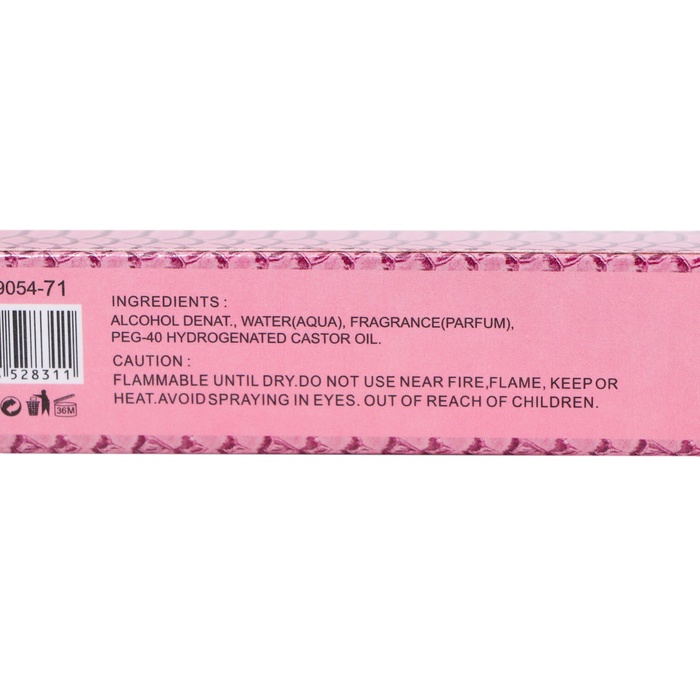 9054-71
528311
36M
INGREDIENTS :
ALCOHOL DENAT., WATER(AQUA), FRAGRANCE(PARFUM),
PEG-40 HYDROGENATED CASTOR OIL.
CAUTION :
FLAMMABLE UNTIL DRY.DO NOT USE NEAR FIRE,FLAME, KEEP OR
HEAT.AVOID SPRAYING IN EYES. OUT OF REACH OF CHILDREN.